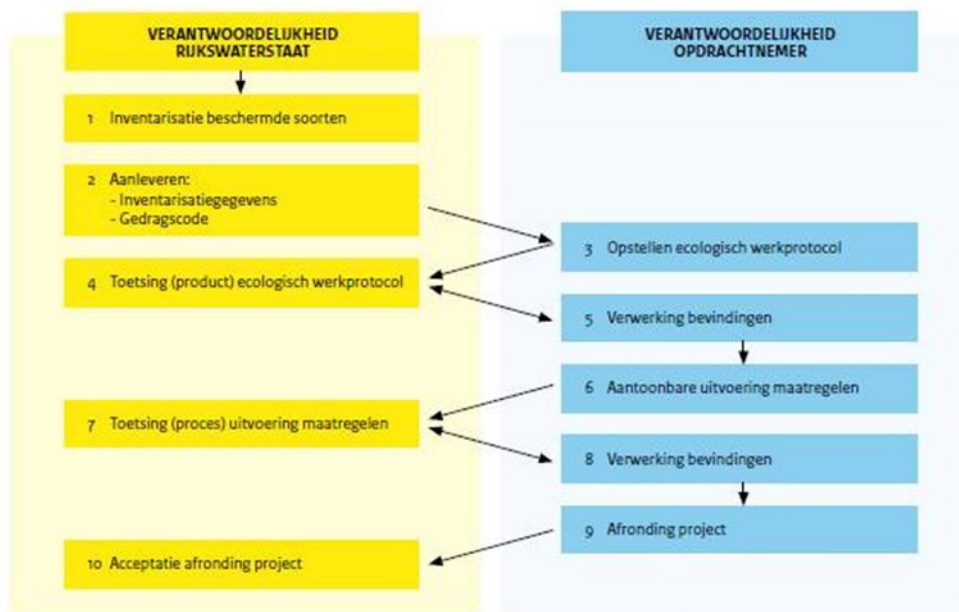 VERANTWOORDELIJKHEID
RIJKSWATERSTAAT
VERANTWOORDELIJKHEID
OPDRACHTNEMER
1 Inventarisatie beschermde soorten
2 Aanleveren:
- Inventarisatiegegevens
- Gedragscode
3 Opstellen ecologisch werkprotocol
4 Toetsing (product) ecologisch werkprotocol
5 Verwerking bevindingen
6 Aantoonbare uitvoering maatregelen
7 Toetsing (proces) uitvoering maatregelen
8 Verwerking bevindingen
9 Afronding project
10 Acceptatie afronding project